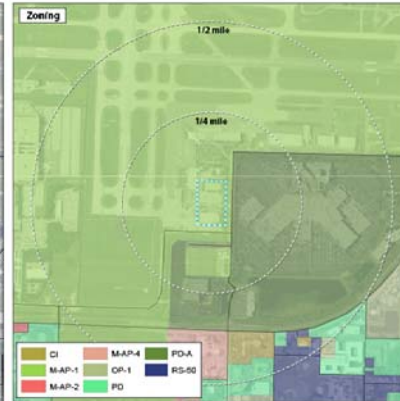 Zoning
1/2 mile
1/4 mile
CI
M-AP-1
M-AP-2
M-AP-4
OP-1
PD
PD-A
RS-60